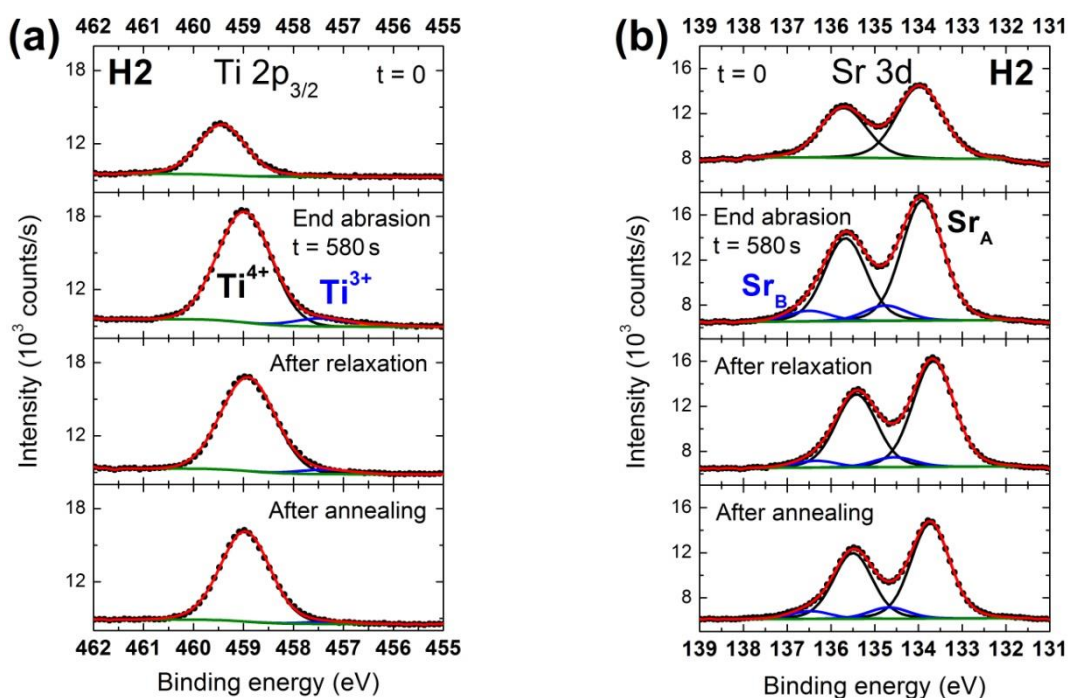 (a)
462 461 460 459 458 457 456 455
H2 Ti 2p3/2 t = 0
18
12
End abrasion
t = 580 s
Ti4+ Ti3+
18
12
After relaxation
18
12
After annealing
18
12
462 461 460 459 458 457 456 455
Binding energy (eV)
Intensity (103 counts/s)
(b)
139 138 137 136 135 134 133 132 131
t = 0 Sr 3d H2
16
12
8
End abrasion
t = 580 s
SrA
SrB
16
12
8
After relaxation
16
12
8
After annealing
16
12
8
139 138 137 136 135 134 133 132 131
Binding energy (eV)
Intensity (103 counts/s)